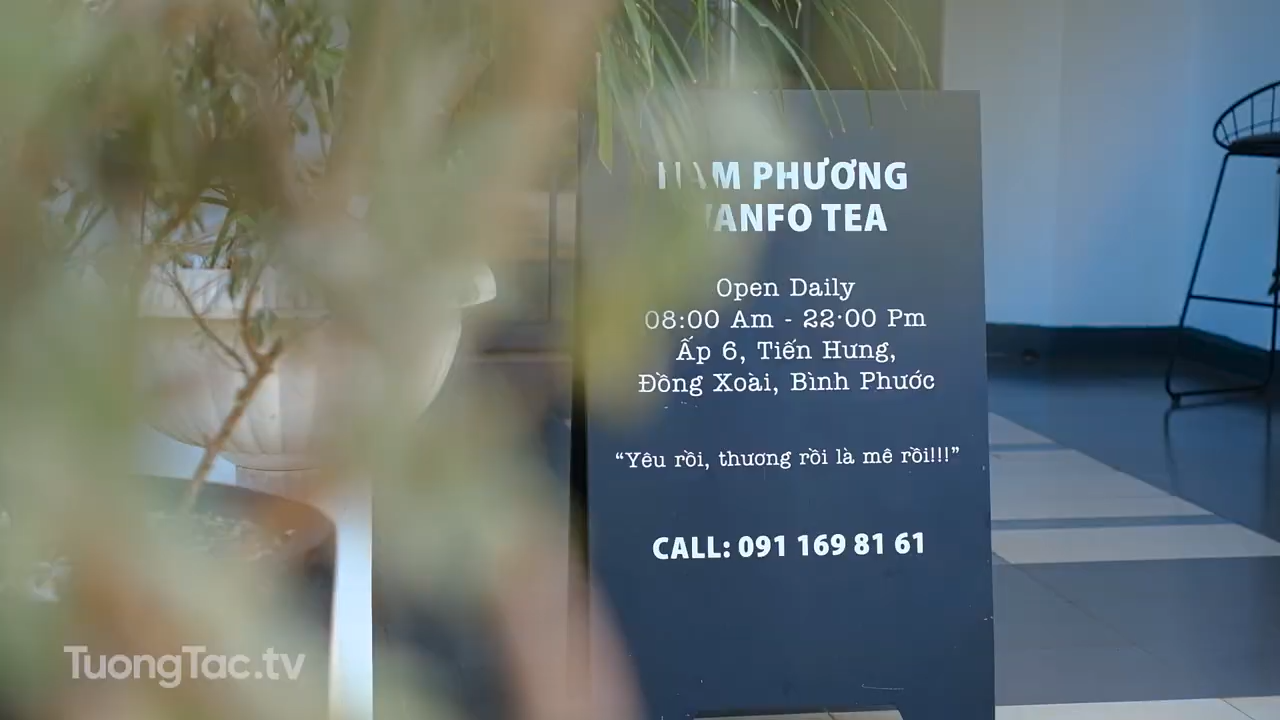 NAM PHƯƠNG
TEA
Open Daily
08:00 Am - 22:00 Pm
Ấp 6, Tiến Hưng,
Đồng Xoài, Bình Phước
“Yêu rồi, thương rồi là mê rồi!!!”
CALL: 091 169 81 61
TuongTac.tv